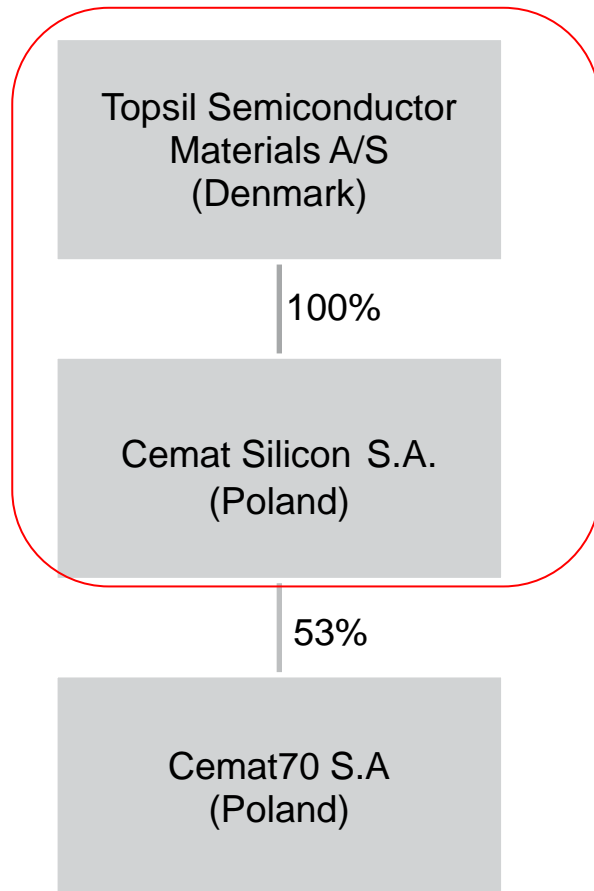 Topsil Semiconductor
Materials A/S
(Denmark)
100%
Cemat Silicon S.A.
(Poland)
53%
Cemat70 S.A
(Poland)